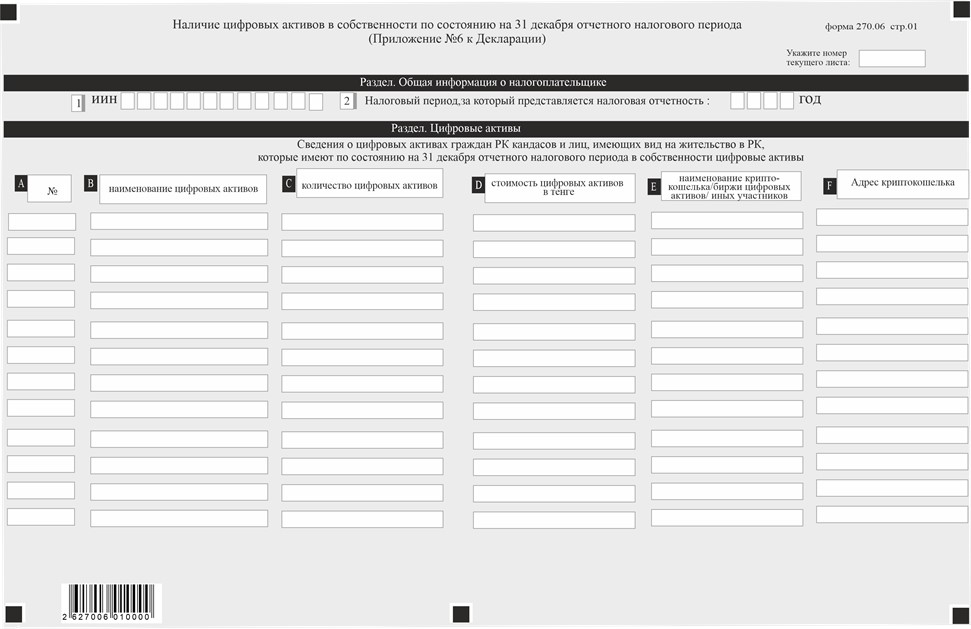 Наличие цифровых активов в собственности по состоянию на 31 декабря отчетного налогового периода
(Приложение №6 к Декларации)
форма 270.06 стр.01
Укажите номер
текущего листа:
Раздел. Общая информация о налогоплательщике
1 ИИН 2 Налоговый период,за который представляется налоговая отчетность : ГОД
Раздел. Цифровые активы
Сведения о цифровых активах граждан РК кандасов и лиц, имеющих вид на жительство в РК,
которые имеют по состоянию на 31 декабря отчетного налогового периода в собственности цифровые активы
A №
B наименование цифровых активов
C количество цифровых активов
D стоимость цифровых активов
в тенге
E наименование крипто-
кошелька/биржи цифровых
активов/ иных участников
F Адрес криптокошелька
2 627006 010000